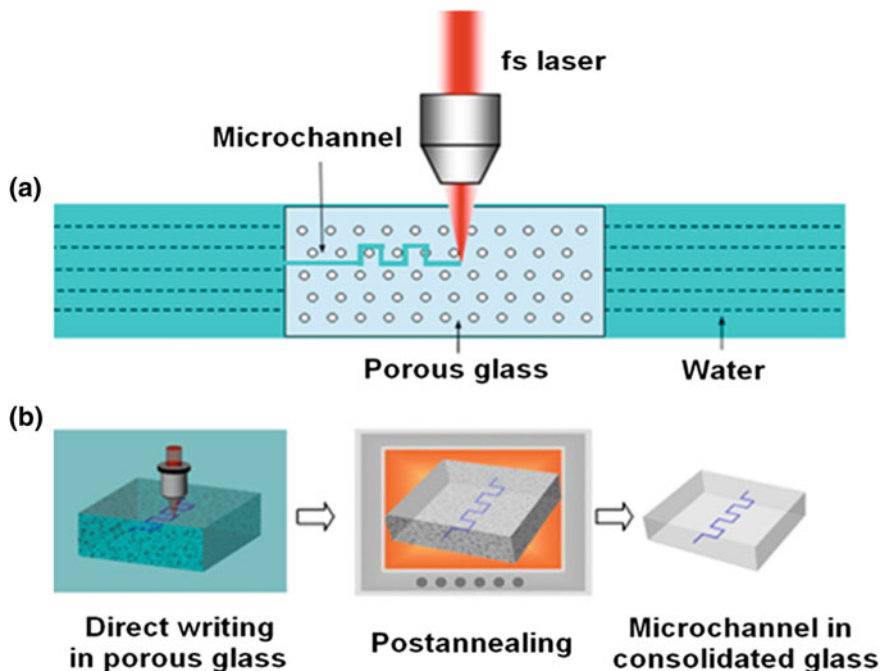 fs laser
Microchannel
(a)
Porous glass
Water
(b)
Direct writing
in porous glass
Postannealing
Microchannel in
consolidated glass